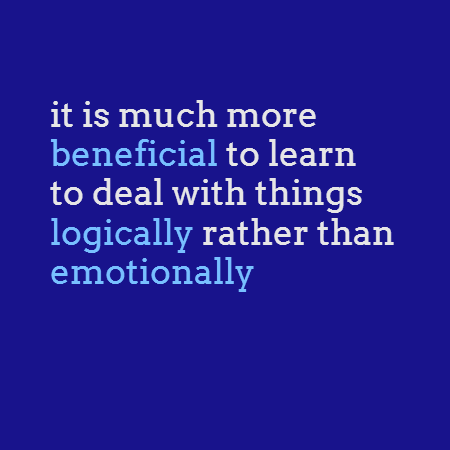 it is much more
beneficial to learn
to deal with things
logically rather than
emotionally